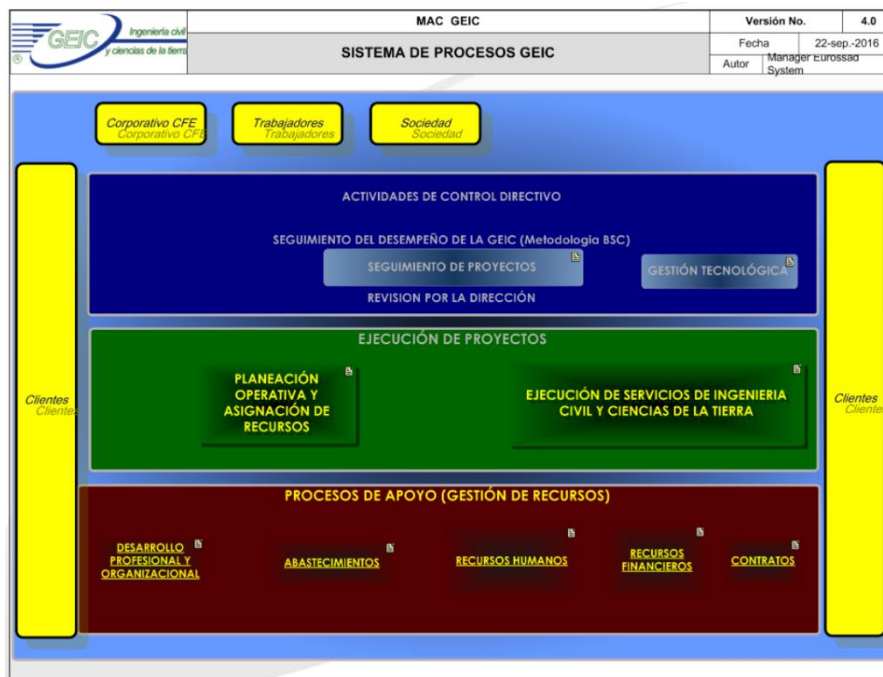 GEIC
Ingeniería civil
y ciencias de la tierra
®
MAC GEIC
SISTEMA DE PROCESOS GEIC
Versión No. 4.0
Fecha 22-sep.-2016
Autor Manager Eurossad
System
Corporativo CFE
Corporativo CFE
Trabajadores
Trabajadores
Sociedad
Sociedad
Clientes
Clientes
ACTIVIDADES DE CONTROL DIRECTIVO
SEGUIMIENTO DEL DESEMPEÑO DE LA GEIC (Metodologia BSC)
SEGUIMIENTO DE PROYECTOS
GESTIÓN TECNOLÓGICA
REVISION POR LA DIRECCIÓN
EJECUCIÓN DE PROYECTOS
PLANEACIÓN
OPERATIVA Y
ASIGNACIÓN DE
RECURSOS
EJECUCIÓN DE SERVICIOS DE INGENIERIA
CIVIL Y CIENCIAS DE LA TIERRA
PROCESOS DE APOYO (GESTIÓN DE RECURSOS)
DESARROLLO
PROFESIONAL Y
ORGANIZACIONAL
ABASTECIMIENTOS
RECURSOS HUMANOS
RECURSOS
FINANCIEROS
CONTRATOS
Clientes
Cliente